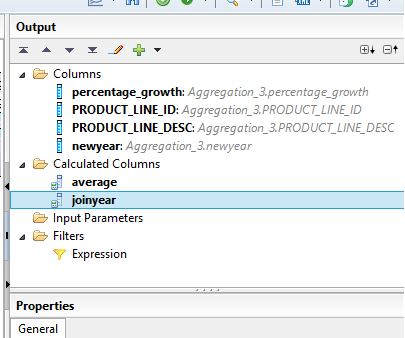 Output
Columns
percentage_growth: Aggregation_3.percentage_growth
PRODUCT_LINE_ID: Aggregation_3.PRODUCT_LINE_ID
PRODUCT_LINE_DESC: Aggregation_3.PRODUCT_LINE_DESC
newyear: Aggregation_3.newyear
Calculated Columns
average
joinyear
Input Parameters
Filters
Expression
Properties
General